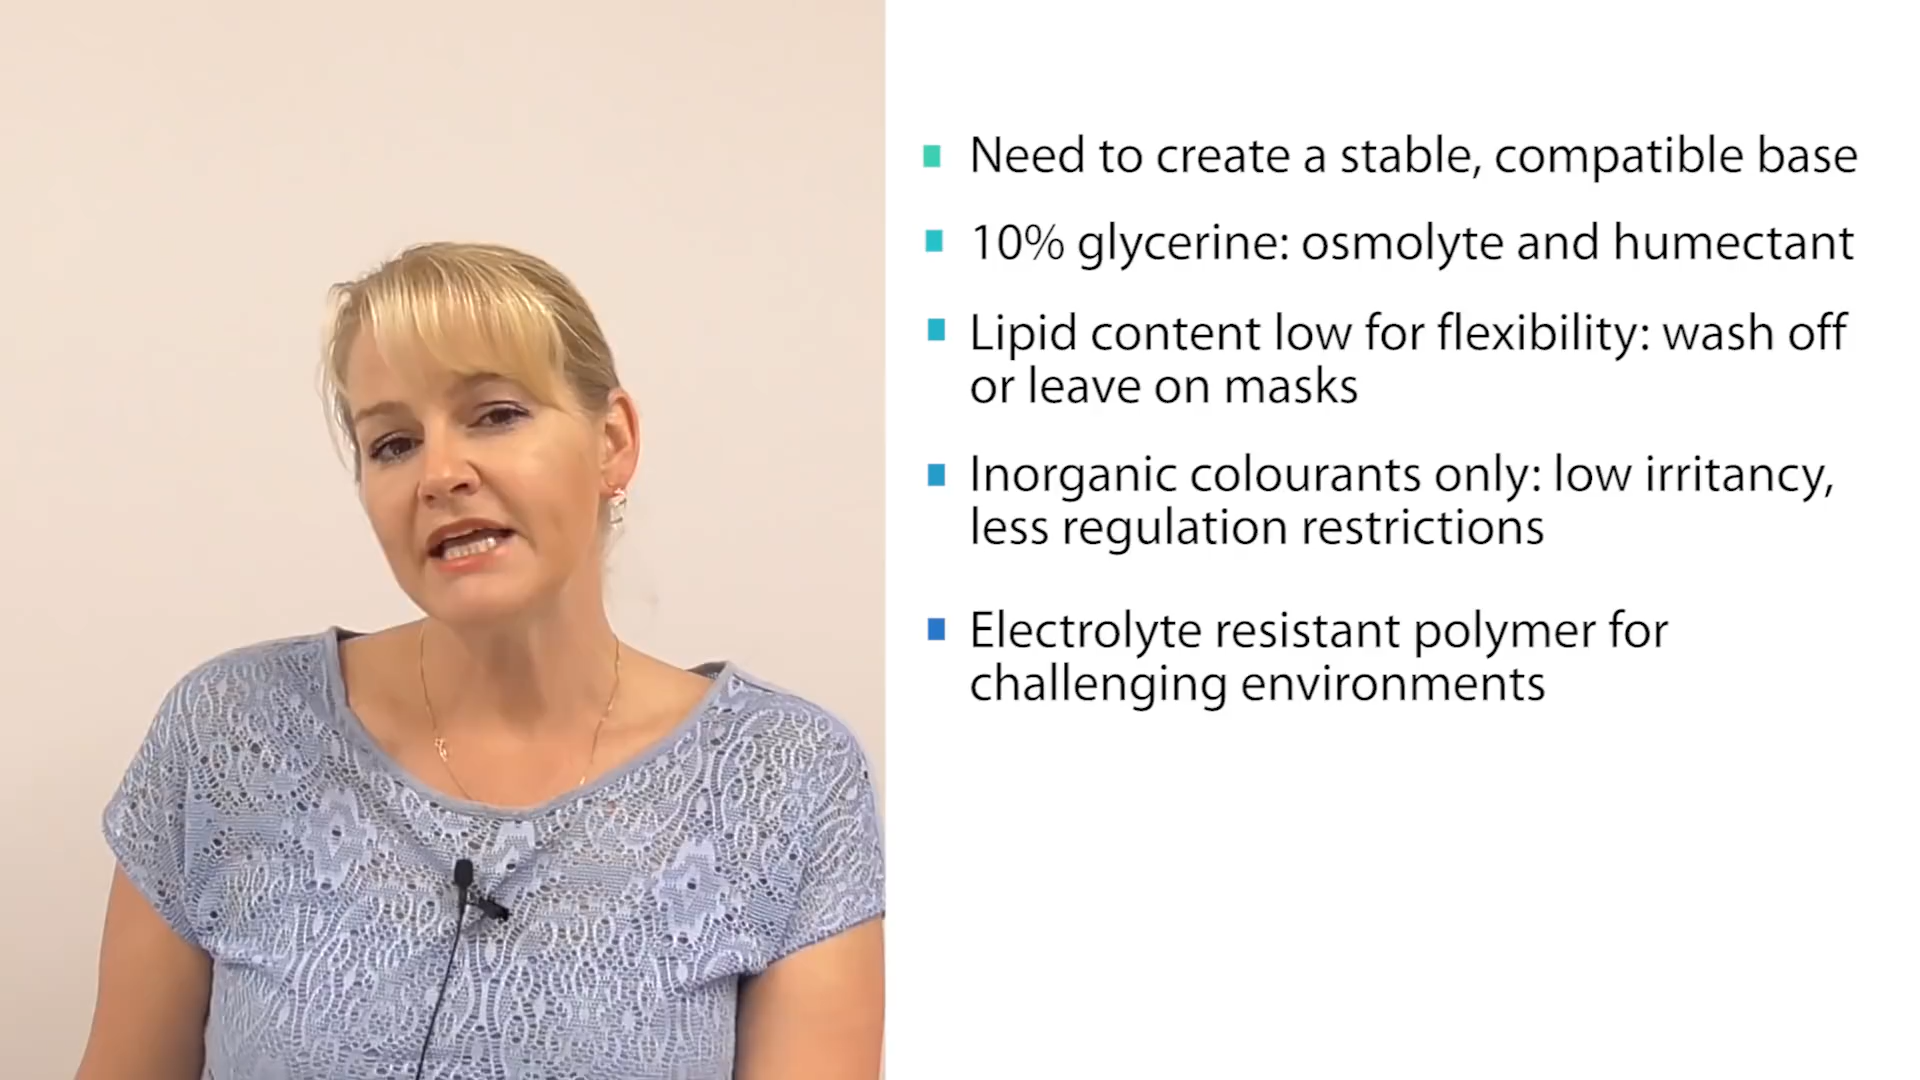 Need to create a stable, compatible base
10% glycerine: osmolyte and humectant
Lipid content low for flexibility: wash off
or leave on masks
Inorganic colourants only: low irritancy,
less regulation restrictions
Electrolyte resistant polymer for
challenging environments